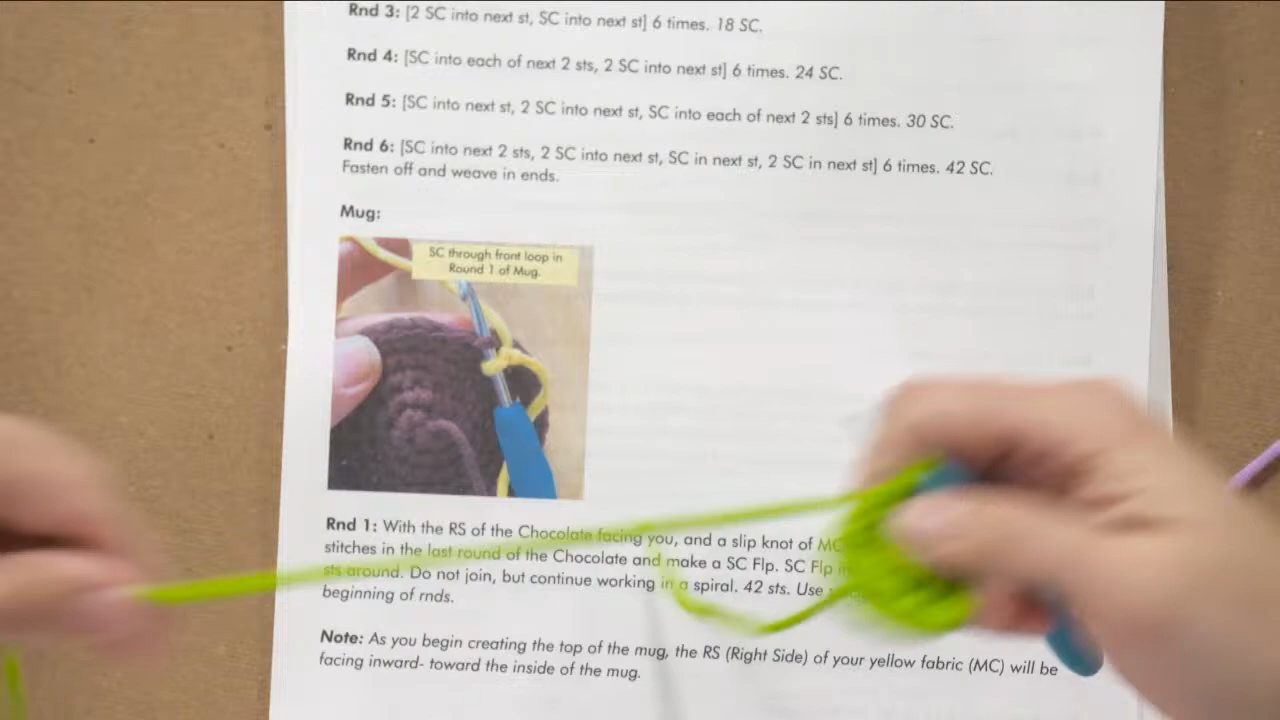 Rnd 3: [2 SC into next st, SC into next st] 6 times. 18 SC.
Rnd 4: [SC into each of next 2 sts, 2 SC into next st] 6 times. 24 SC.
Rnd 5: [SC into next st, 2 SC into next st, SC into each of next 2 sts] 6 times. 30 SC.
Rnd 6: [SC into next 2 sts, 2 SC into next st, SC in next st, 2 SC in next st] 6 times. 42 SC.
Fasten off and weave in ends.
Mug:
SC through front loop in
Round 1 of Mug.
Rnd 1: With the RS of the Chocolate facing you, and a slip knot of MC
stitches in the last round of the Chocolate and make a SC Flp. SC Flp
sts around. Do not join, but continue working in a spiral. 42 sts. Use
beginning of rnds.
Note: As you begin creating the top of the mug, the RS (Right Side) of your yellow fabric (MC) will be
facing inward- toward the inside of the mug.